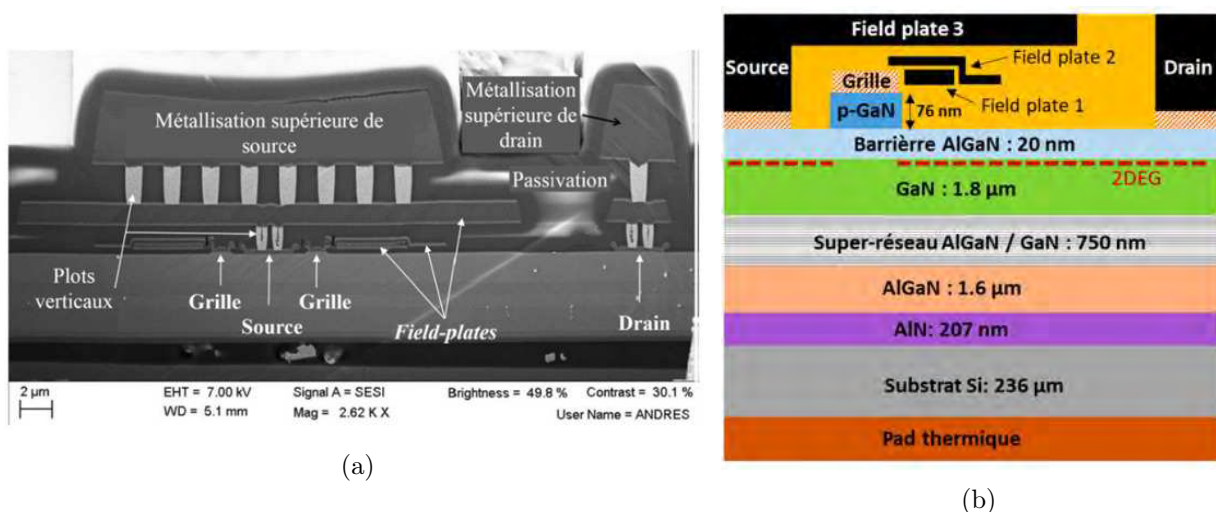 Métallisation supérieure de
source
Métallisation
supérieure de
drain
Passivation
Plots
verticaux
Grille
Source
Grille
Field-plates
Drain
2 µm
EHT = 7.00 kV
WD = 5.1 mm
Signal A = SESI
Mag = 2.62 K X
Brightness = 49.8 %
Contrast = 30.1 %
User Name = ANDRES
(a)
Field plate 3
Source
Field plate 2
Grille
Drain
Field plate 1
p-GaN
76 nm
Barrièrre AlGaN : 20 nm
2DEG
GaN : 1.8 µm
Super-réseau AlGaN / GaN : 750 nm
AlGaN : 1.6 µm
AlN: 207 nm
Substrat Si: 236 µm
Pad thermique
(b)